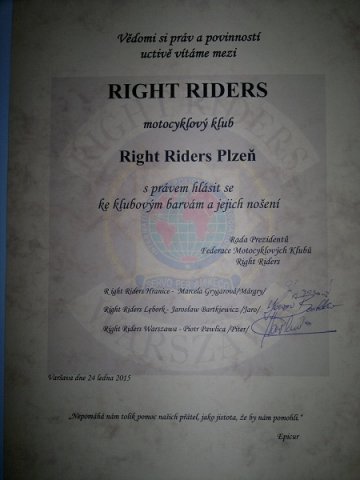 Vědomi si práv a povinností
uctivě vítáme mezi
RIGHT RIDERS
motocyklový klub
Right Riders Plzeň
s právem hlásit se
ke klubovým barvám a jejich nošení
Rada Prezidentů
Federace Motocyklových Klubů
Right Riders
R ight Riders Hranice - Marcela Grygarová/Márgry/
Right Riders Lębork - Jarosław Bartkiewicz /Jaro/
Right Riders Warszawa - Piotr Pawlica /Piter/
Varšava dne 24 ledna 2015
„Nepomáhá nám tolik pomoc našich přátel, jako jistota, že by nám pomohli."
Epicur